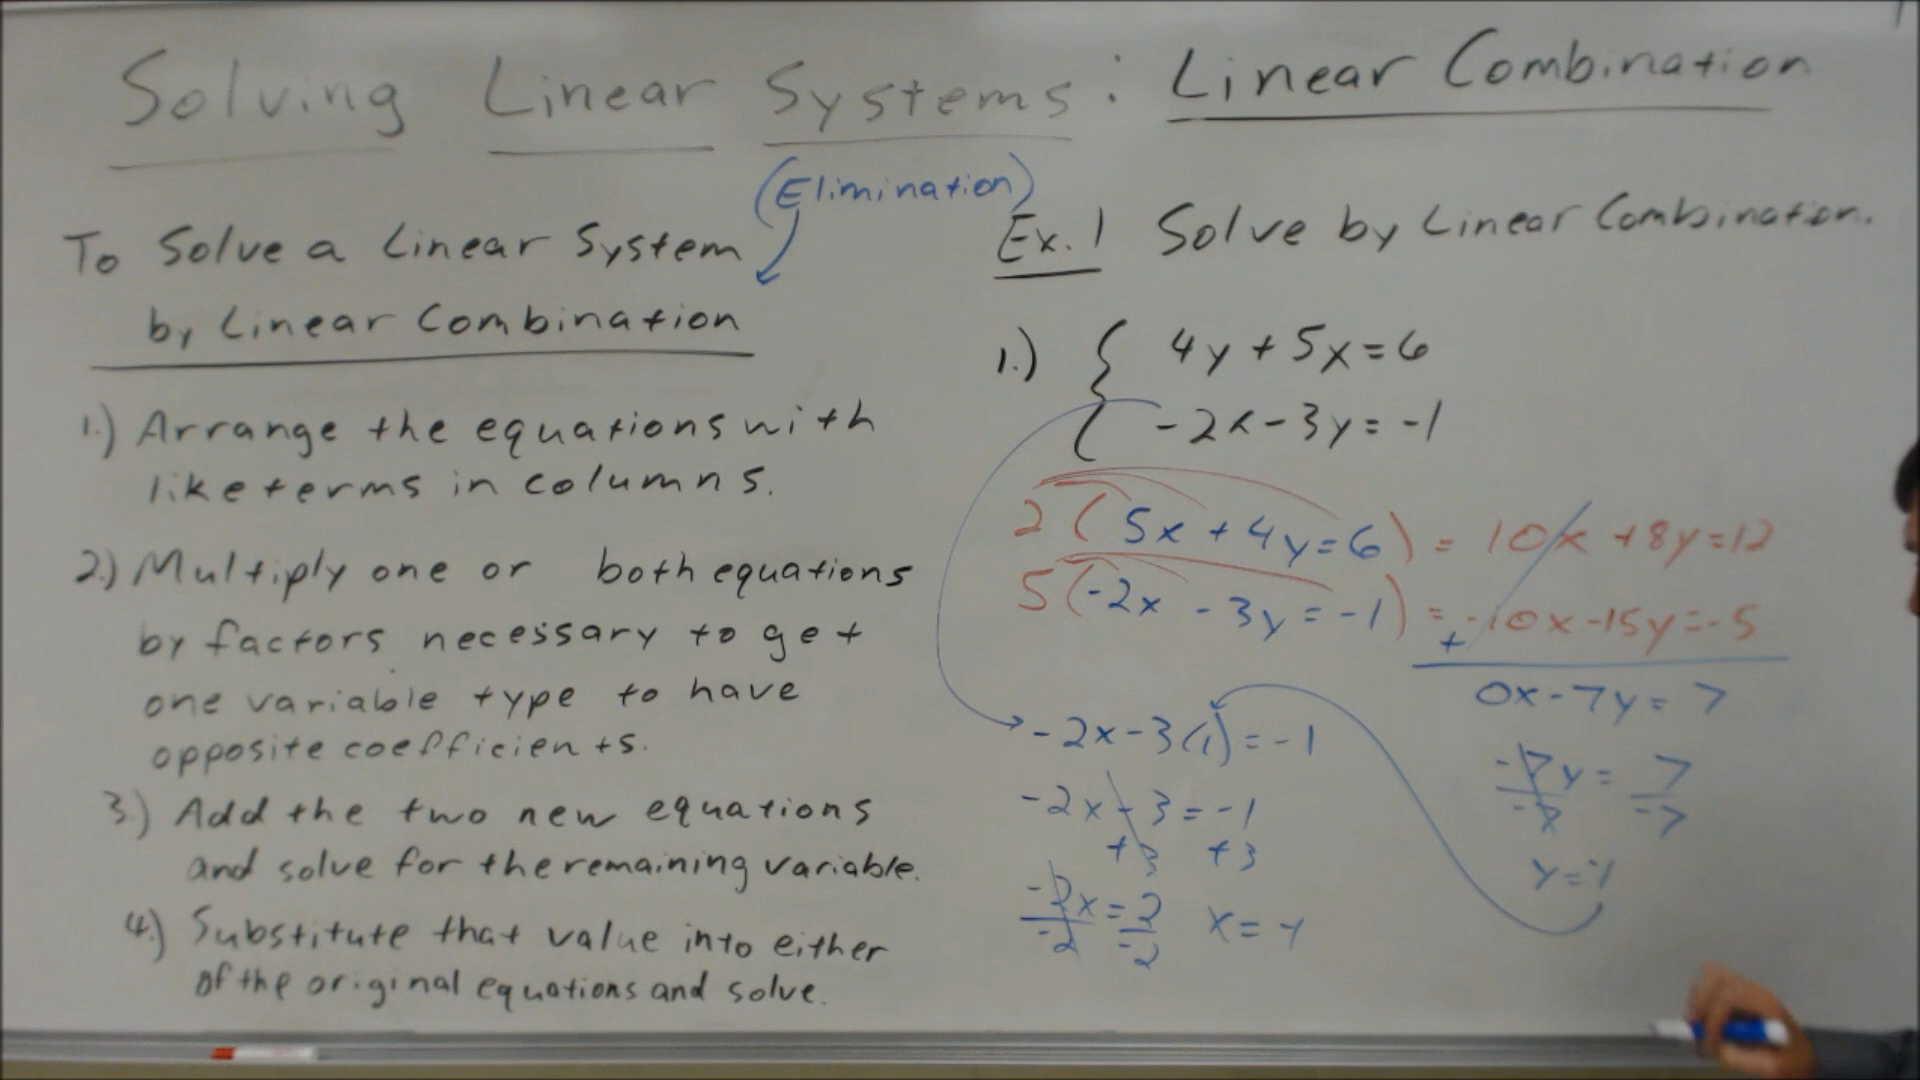 Solving Linear Systems: Linear Combination
(Elimination)
To Solve a Linear System
by Linear Combination
1.) Arrange the equations with
like terms in columns.
2.) Multiply one or both equations
by factors necessary to get
one variable type to have
opposite coefficients.
3.) Add the two new equations
and solve for the remaining variable.
4.) Substitute that value into either
of the original equations and solve.
Ex. 1 Solve by Linear Combination.
1.) { 4y + 5x = 6
-2x - 3y = -1
2 ( 5x + 4y = 6 ) = 10x + 8y = 12
5 ( -2x - 3y = -1 ) = -10x - 15y = -5
+
0x - 7y = 7
-7y = 7
-7 -7
y = -1
-2x - 3(1) = -1
-2x - 3 = -1
+3 +3
-2x = 2 x = -1
-2 -2